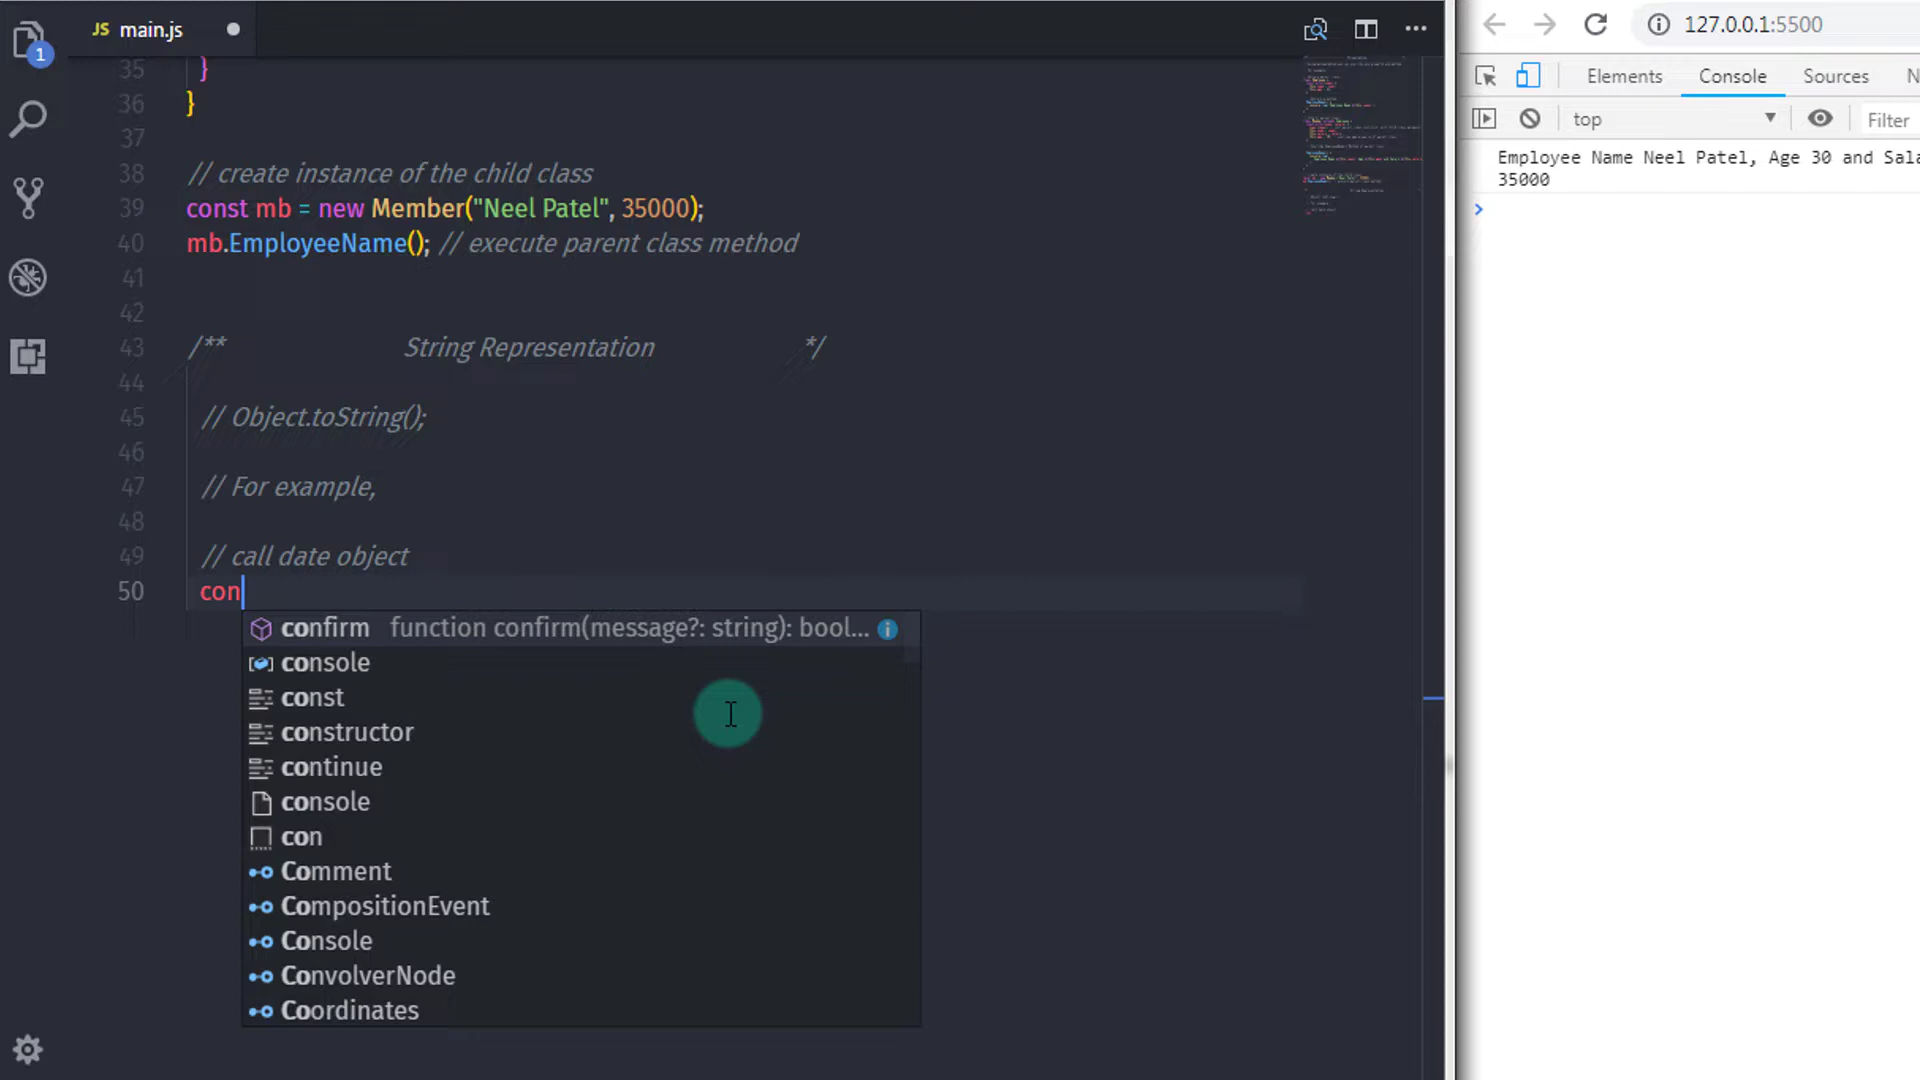 JS main.js
127.0.0.1:5500
1
Elements Console Sources N
top Filter
35 }
36 }
37
38 // create instance of the child class
39 const mb = new Member("Neel Patel", 35000);
40 mb.EmployeeName(); // execute parent class method
41
42
43 /** String Representation */
44
45 // Object.toString();
46
47 // For example,
48
49 // call date object
50 con
confirm function confirm(message?: string): bool...
console
const
constructor
continue
console
con
Comment
CompositionEvent
Console
ConvolverNode
Coordinates
Employee Name Neel Patel, Age 30 and Sala
35000